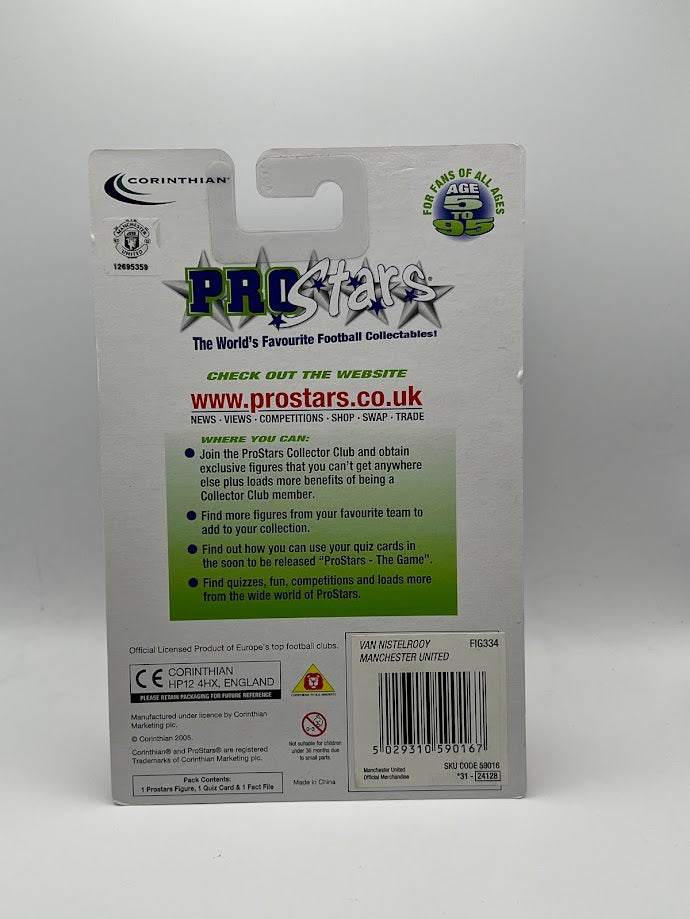 CORINTHIAN
FOR FANS OF ALL AGES
AGE
5
TO
95
MANCHESTER
UNITED
12695359
PRO Stars
The World's Favourite Football Collectables!
CHECK OUT THE WEBSITE
www.prostars.co.uk
NEWS · VIEWS · COMPETITIONS · SHOP · SWAP · TRADE
WHERE YOU CAN:
Join the ProStars Collector Club and obtain
exclusive figures that you can't get anywhere
else plus loads more benefits of being a
Collector Club member.
Find more figures from your favourite team to
add to your collection.
Find out how you can use your quiz cards in
the soon to be released "ProStars - The Game".
Find quizzes, fun, competitions and loads more
from the wide world of ProStars.
Official Licensed Product of Europe's top football clubs.
CE CORINTHIAN
HP12 4HX, ENGLAND
PLEASE RETAIN PACKAGING FOR FUTURE REFERENCE
Manufactured under licence by Corinthian
Marketing plc.
© Corinthian 2005.
Corinthian® and ProStars® are registered
Trademarks of Corinthian Marketing plc.
Pack Contents:
1 Prostars Figure, 1 Quiz Card & 1 Fact File
0-3
Not suitable for children
under 36 months due
to small parts.
Made in China
VAN NISTELROOY FIG334
MANCHESTER UNITED
5 029310 590167
Manchester United
Official Merchandise
SKU CODE 59016
*31 - 24128